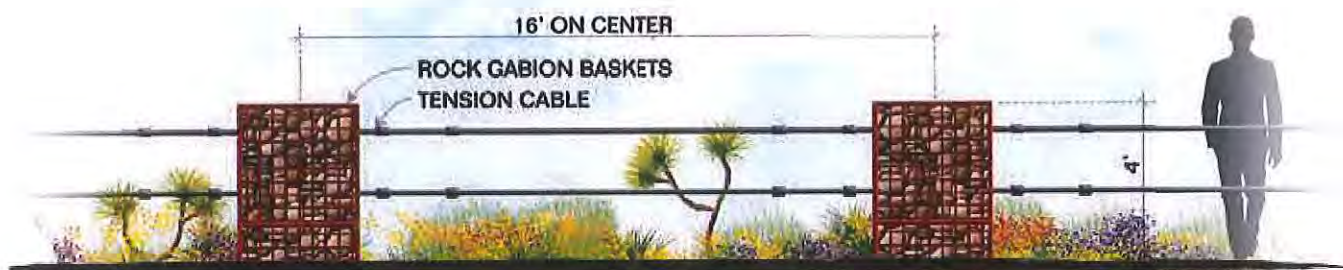 16' ON CENTER
ROCK GABION BASKETS
TENSION CABLE
4'